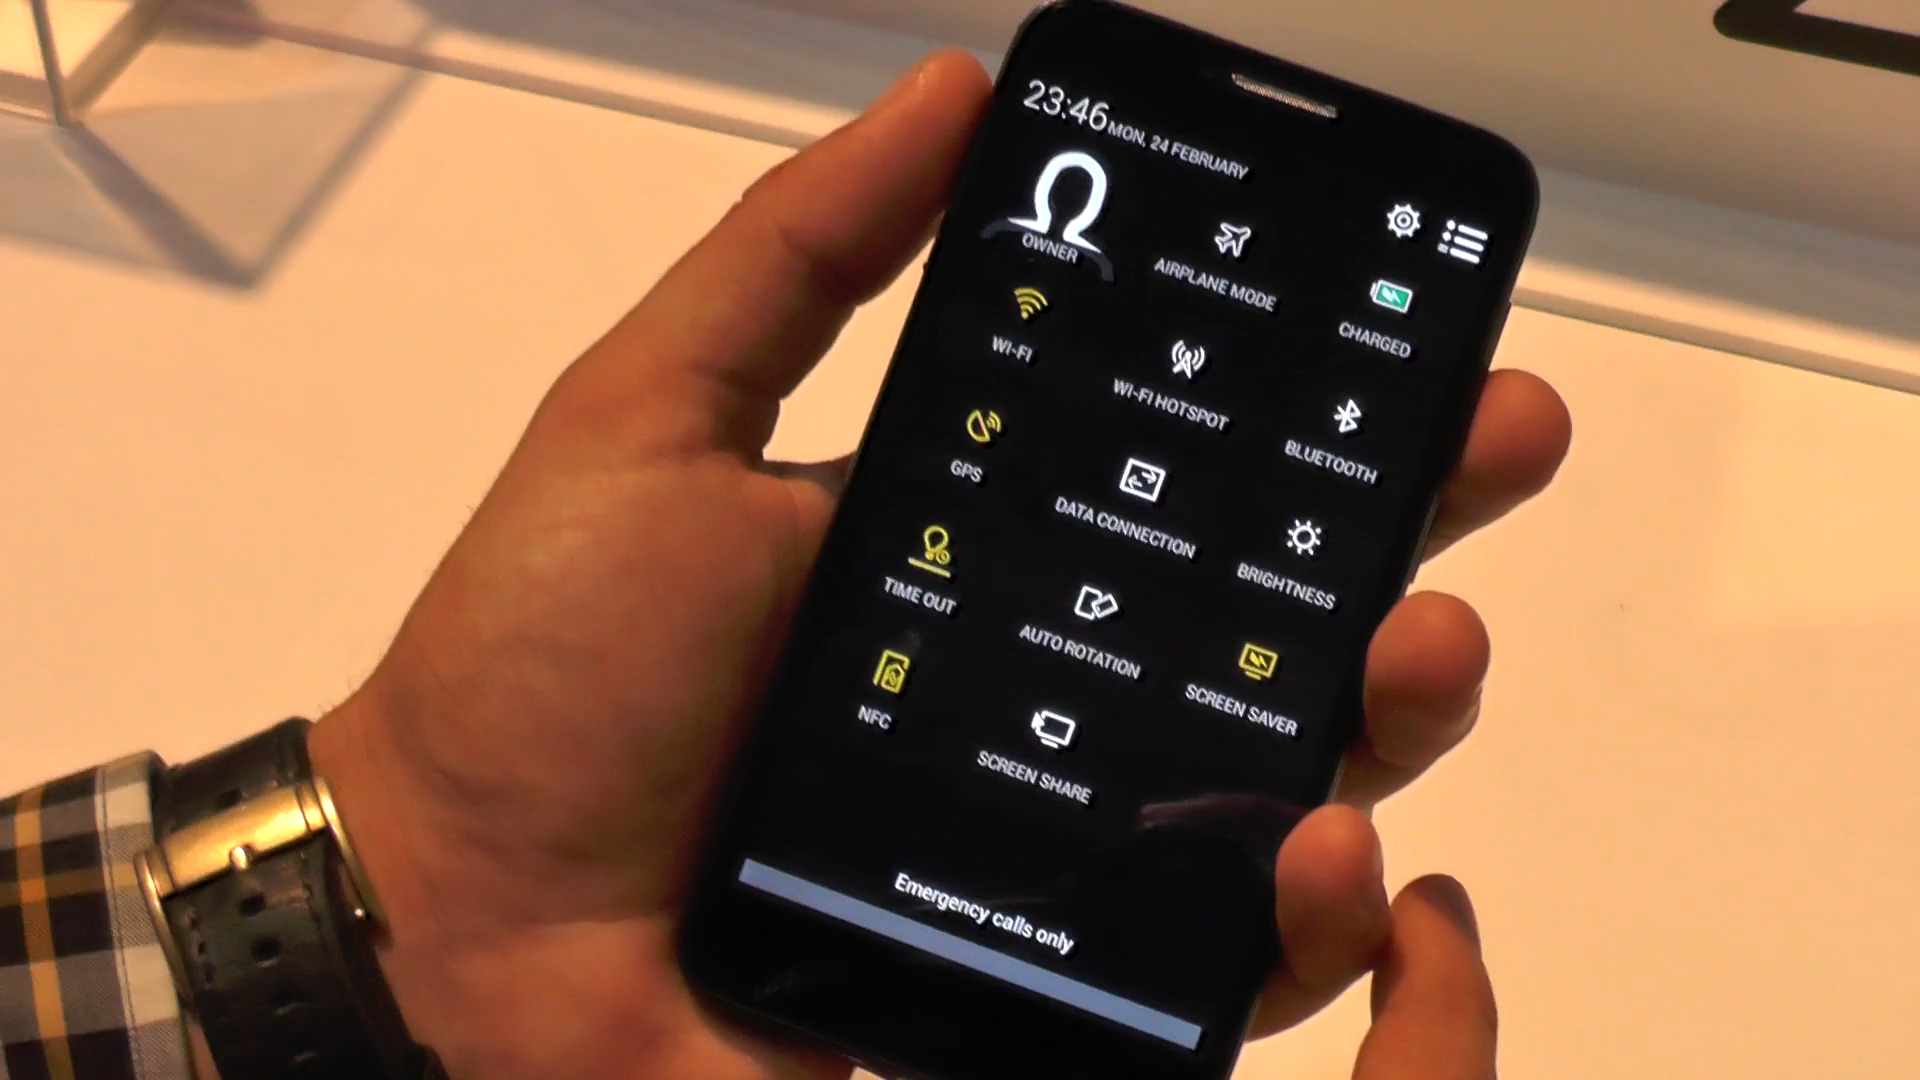 23:46 MON, 24 FEBRUARY
OWNER
AIRPLANE MODE
CHARGED
WI-FI
WI-FI HOTSPOT
BLUETOOTH
GPS
DATA CONNECTION
BRIGHTNESS
TIME OUT
AUTO ROTATION
SCREEN SAVER
NFC
SCREEN SHARE
Emergency calls only